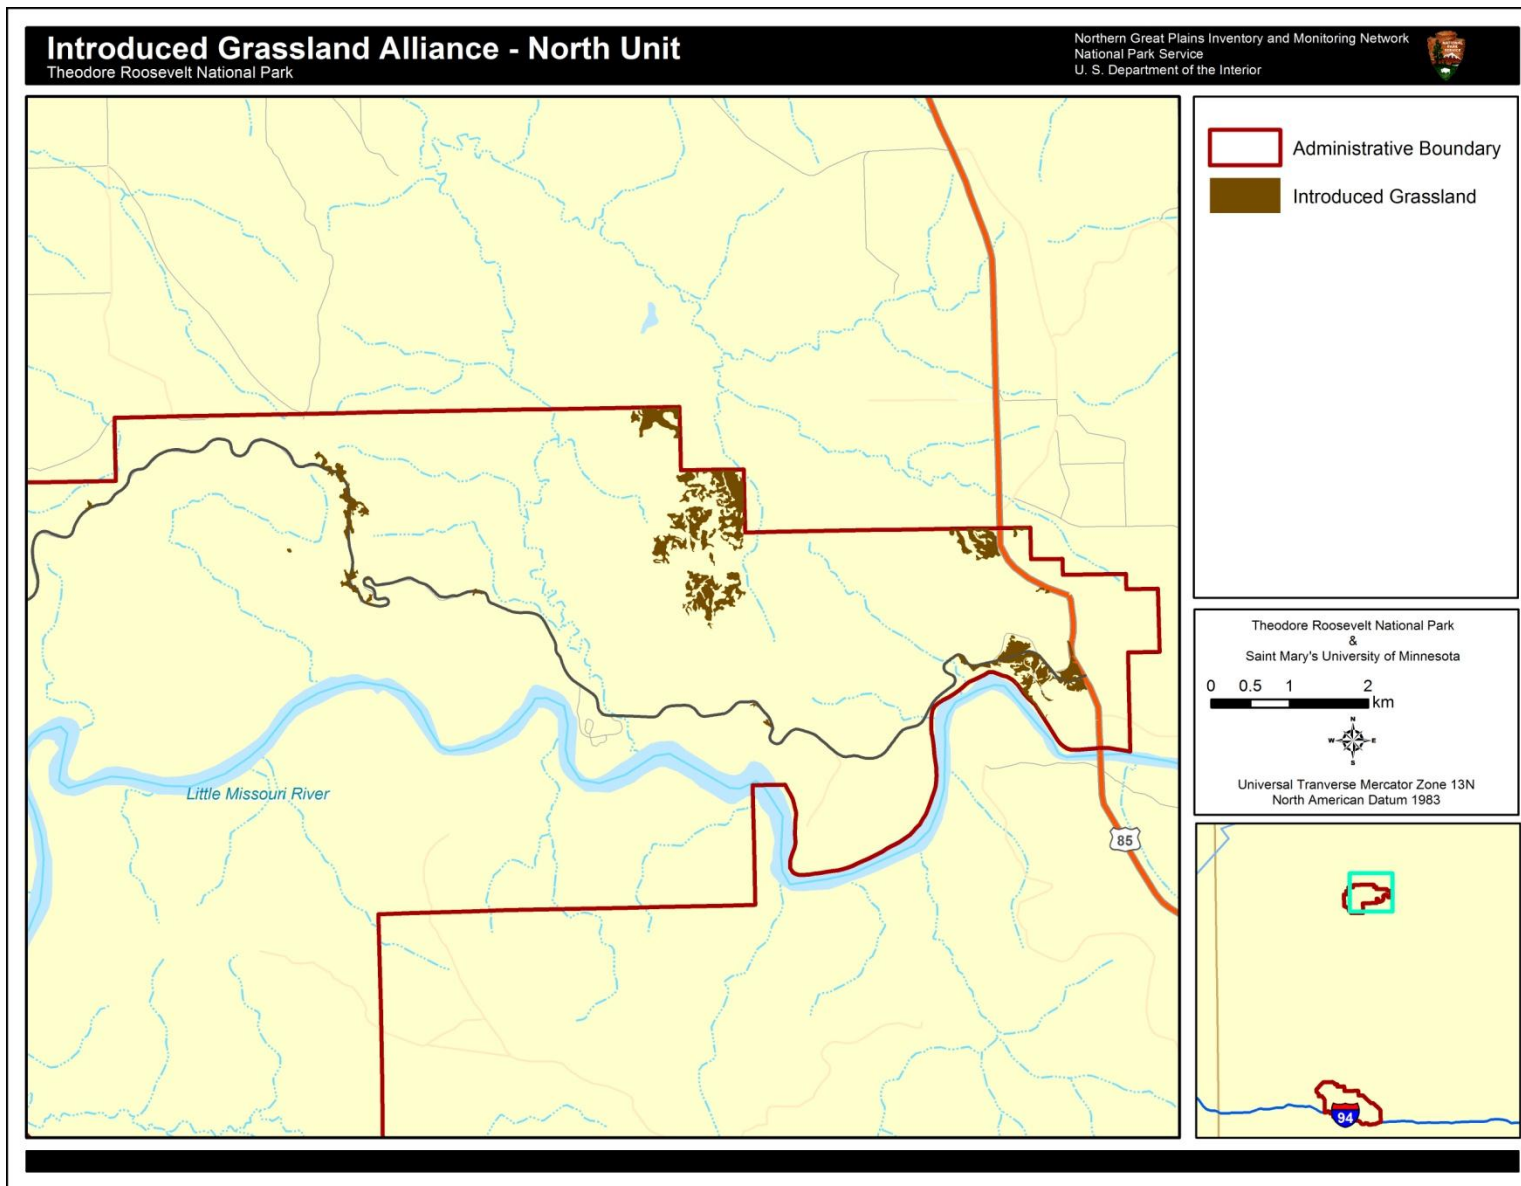 Introduced Grassland Alliance - North Unit
Theodore Roosevelt National Park
Northern Great Plains Inventory and Monitoring Network
National Park Service
U. S. Department of the Interior
Administrative Boundary
Introduced Grassland
Little Missouri River
85
Theodore Roosevelt National Park
&
Saint Mary's University of Minnesota
0 0.5 1 2
km
N
W E
S
Universal Tranverse Mercator Zone 13N
North American Datum 1983
94